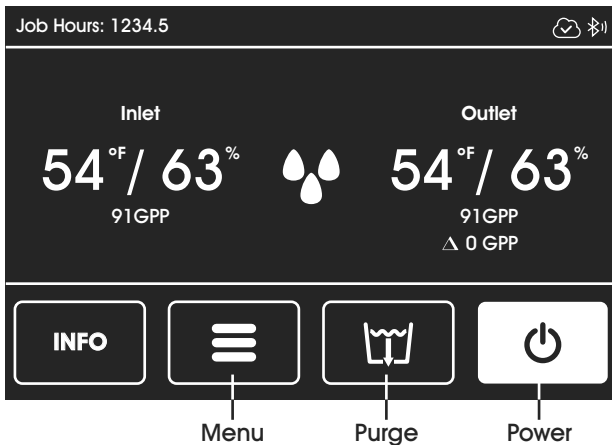 Job Hours: 1234.5
Inlet
Outlet
54°F/ 63%
54°F/ 63%
91GPP
91GPP
Δ 0 GPP
INFO
Menu
Purge
Power